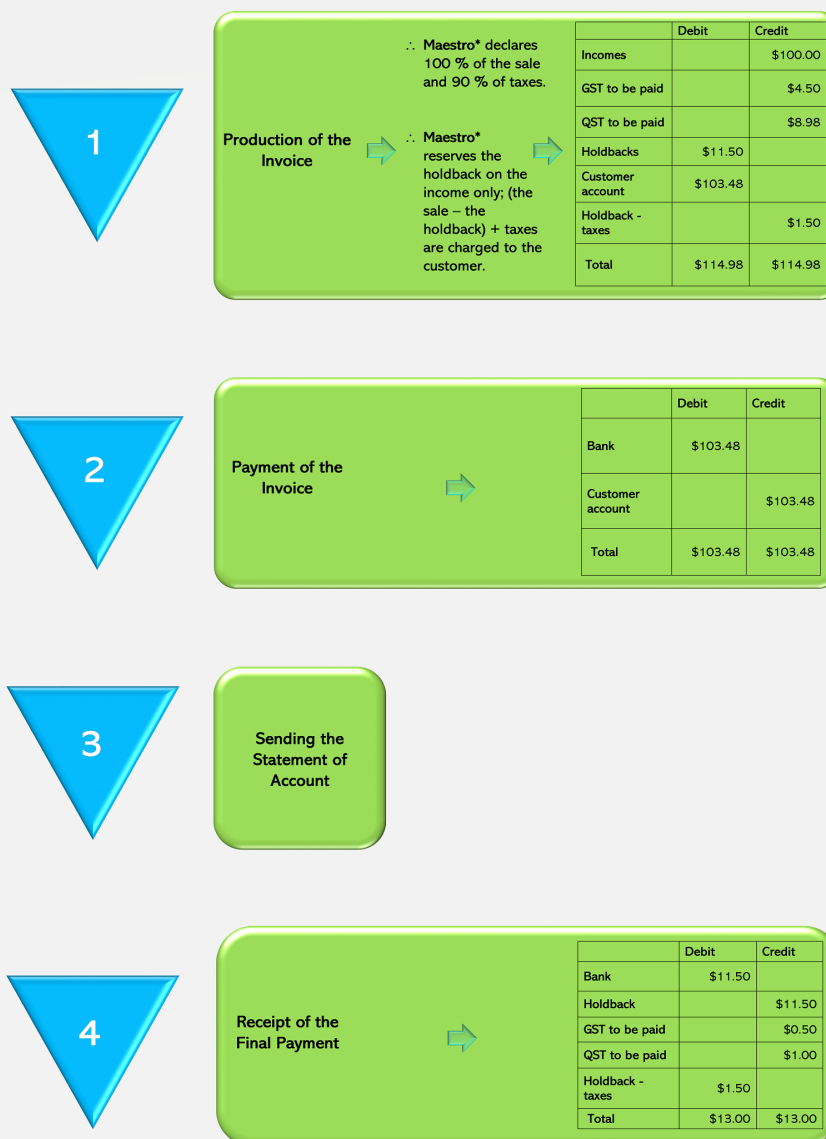 1
Production of the
Invoice
∴ Maestro* declares
100 % of the sale
and 90 % of taxes.
∴ Maestro*
reserves the
holdback on the
income only; (the
sale – the
holdback) + taxes
are charged to the
customer.
Debit Credit
Incomes $100.00
GST to be paid $4.50
QST to be paid $8.98
Holdbacks $11.50
Customer
account $103.48
Holdback -
taxes $1.50
Total $114.98 $114.98
2
Payment of the
Invoice
Debit Credit
Bank $103.48
Customer
account $103.48
Total $103.48 $103.48
3
Sending the
Statement of
Account
4
Receipt of the
Final Payment
Debit Credit
Bank $11.50
Holdback $11.50
GST to be paid $0.50
QST to be paid $1.00
Holdback -
taxes $1.50
Total $13.00 $13.00